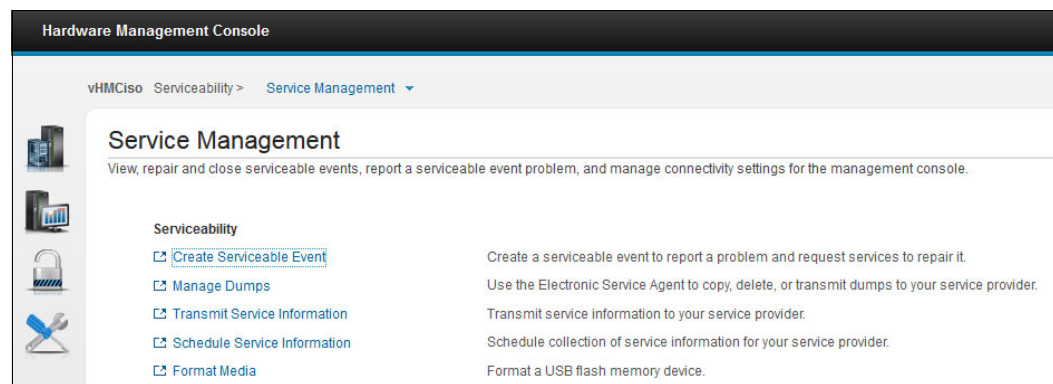 Hardware Management Console
vHMCiso Serviceability > Service Management
Service Management
View, repair and close serviceable events, report a serviceable event problem, and manage connectivity settings for the management console.
Serviceability
Create Serviceable Event Create a serviceable event to report a problem and request services to repair it.
Manage Dumps Use the Electronic Service Agent to copy, delete, or transmit dumps to your service provider.
Transmit Service Information Transmit service information to your service provider.
Schedule Service Information Schedule collection of service information for your service provider.
Format Media Format a USB flash memory device.